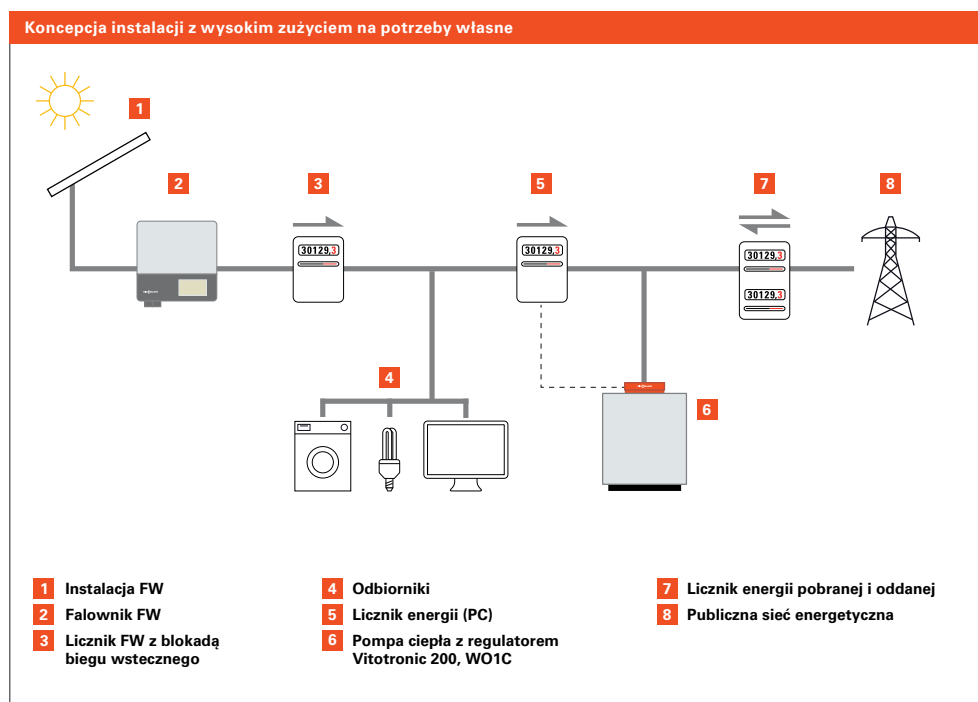 Koncepcja instalacji z wysokim zużyciem na potrzeby własne
1
2
3
5
7
8
30129,3
30129,3
30129,3
30129,3
4
6
1 Instalacja FW
2 Falownik FW
3 Licznik FW z blokadą
biegu wstecznego
4 Odbiorniki
5 Licznik energii (PC)
6 Pompa ciepła z regulatorem
Vitotronic 200, WO1C
7 Licznik energii pobranej i oddanej
8 Publiczna sieć energetyczna